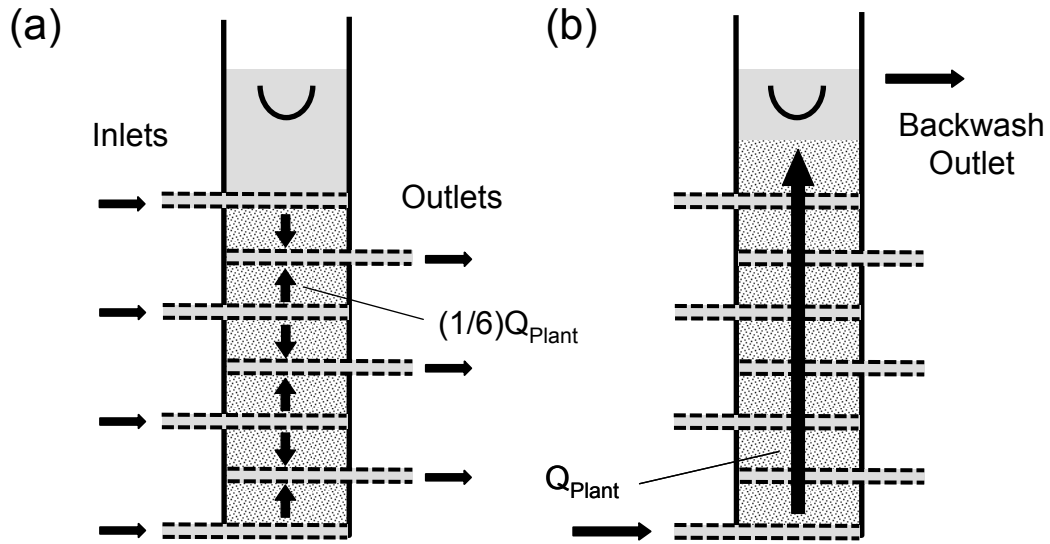 (a)
Inlets
Outlets
(1/6)QPlant
(b)
Backwash
Outlet
QPlant